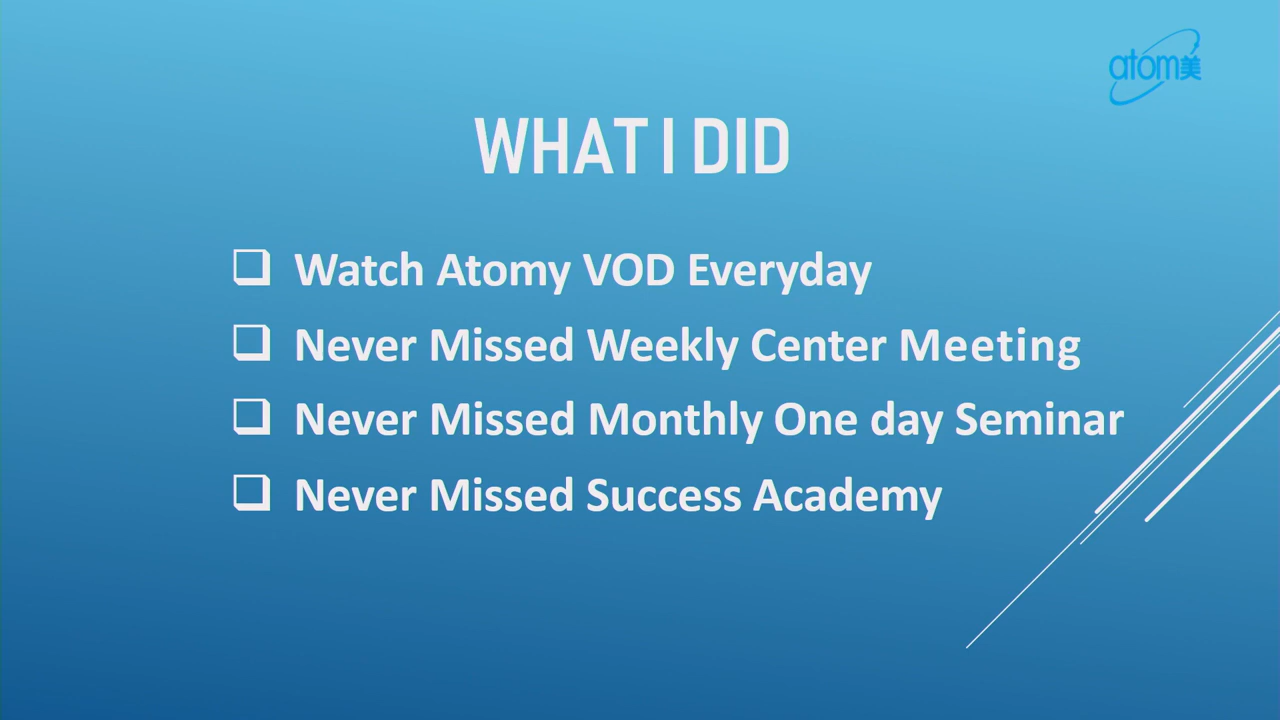 atom美
WHAT I DID
Watch Atomy VOD Everyday
Never Missed Weekly Center Meeting
Never Missed Monthly One day Seminar
Never Missed Success Academy